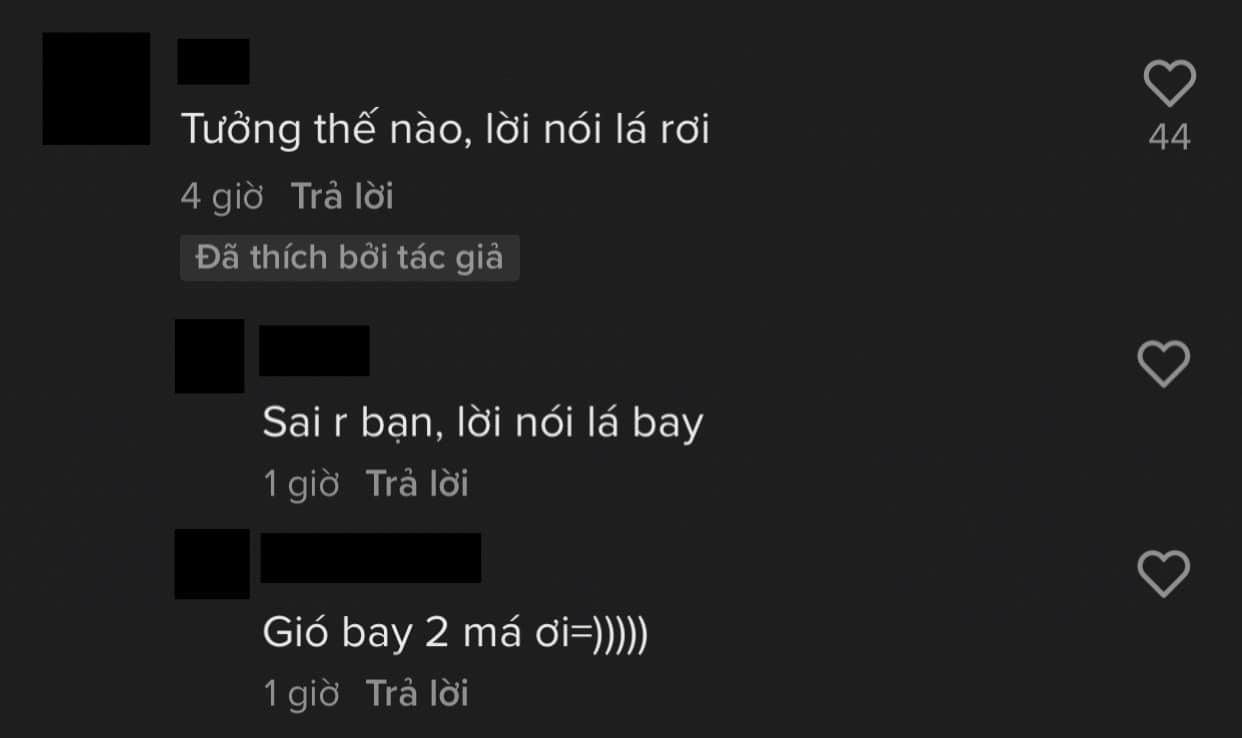 Tưởng thế nào, lời nói lá rơi
44
4 giờ Trả lời
Đã thích bởi tác giả
Sai r bạn, lời nói lá bay
1 giờ Trả lời
Gió bay 2 má ơi=)))))
1 giờ Trả lời